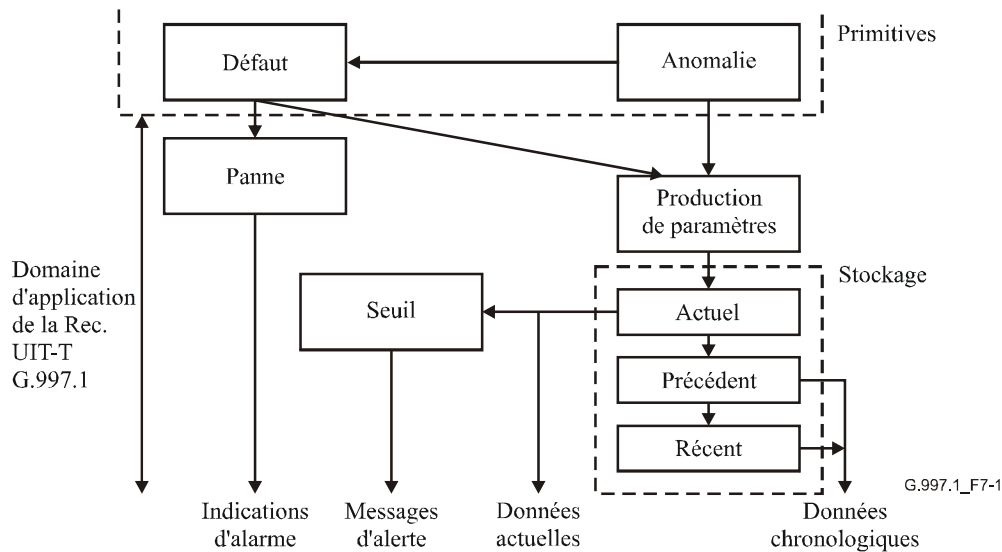 Primitives
Défaut
Anomalie
Panne
Production
de paramètres
Domaine
d'application
de la Rec.
UIT-T
G.997.1
Stockage
Seuil
Actuel
Précédent
Récent
G.997.1_F7-1
Indications
d'alarme
Messages
d'alerte
Données
actuelles
Données
chronologiques